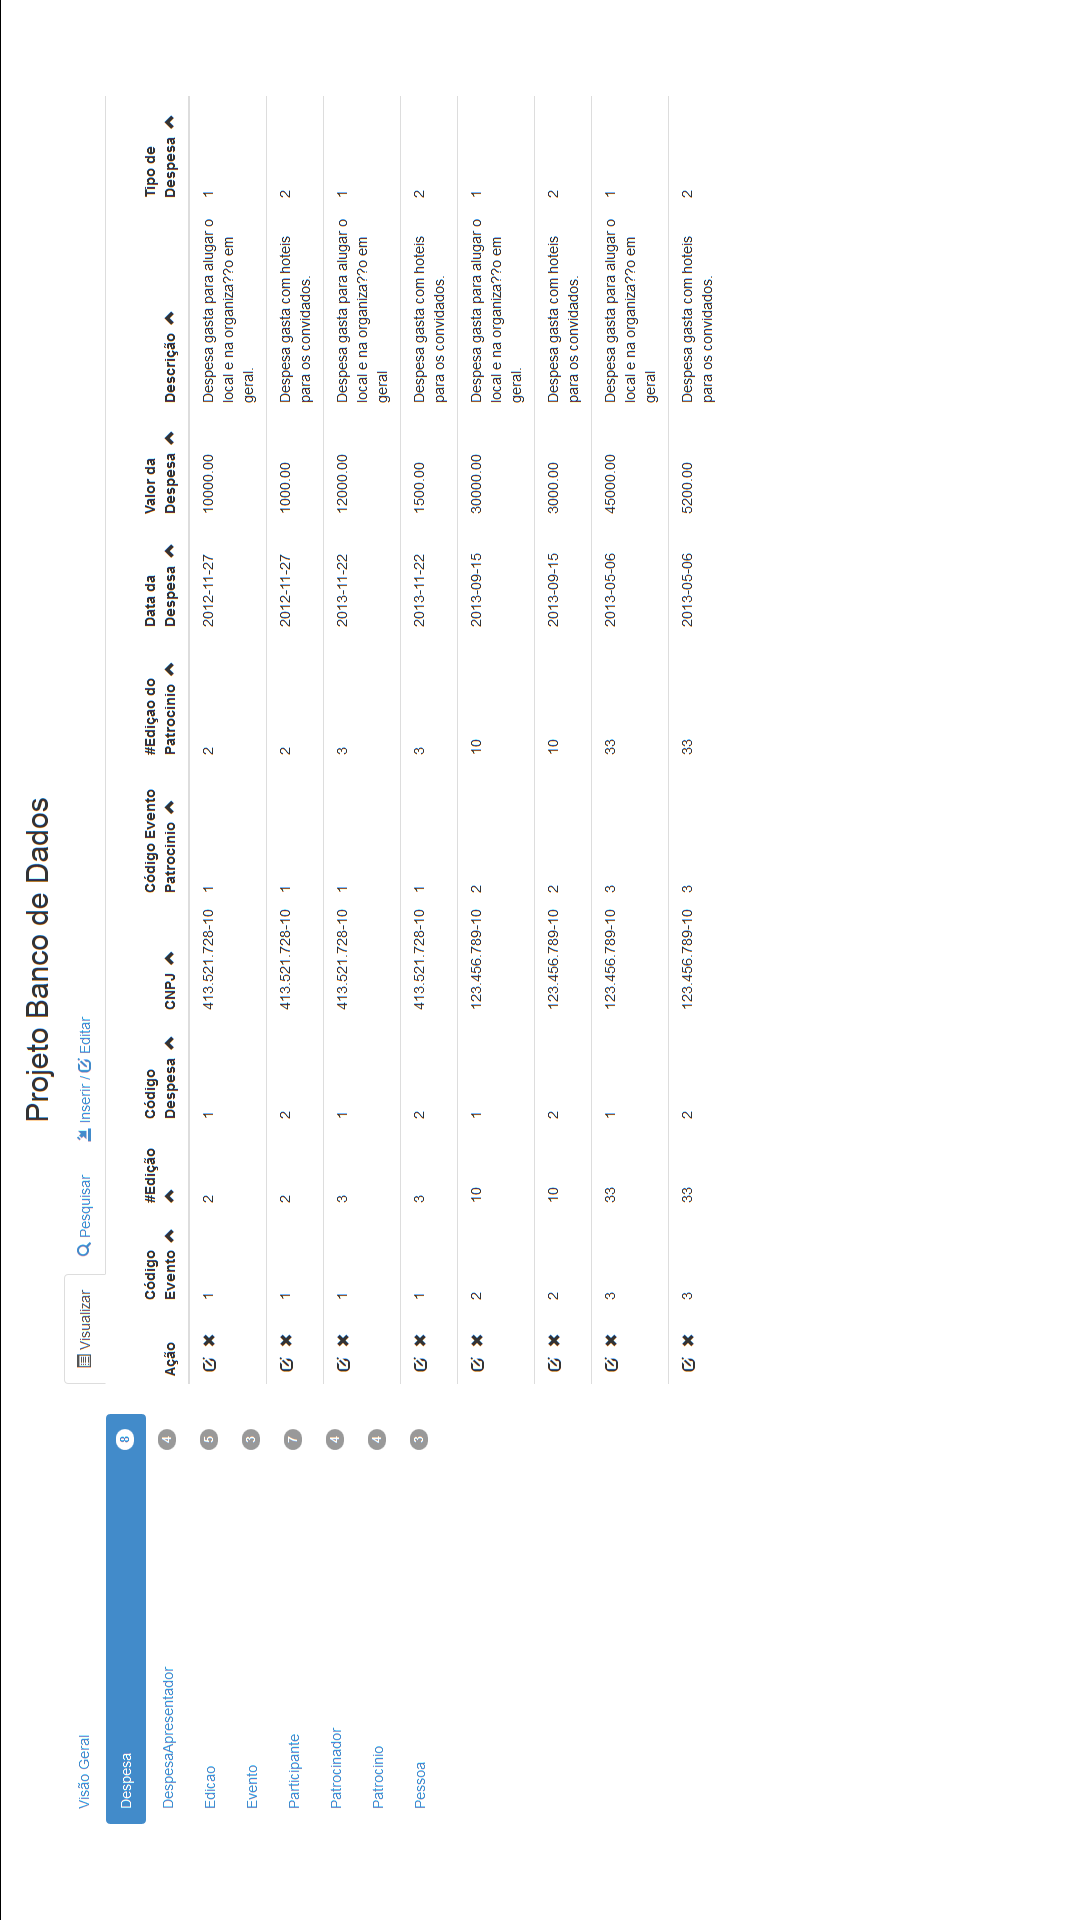 Projeto Banco de Dados
Visão Geral
Despesa 8
DespesaApresentador 4
Edicao 5
Evento 3
Participante 7
Patrocinador 4
Patrocinio 4
Pessoa 3
Visualizar Pesquisar Inserir / Editar
Ação Código Evento #Edição Código Despesa CNPJ Código Evento Patrocinio #Ediçao do Patrocinio Data da Despesa Valor da Despesa Descrição Tipo de Despesa
1 2 1 413.521.728-10 1 2 2012-11-27 10000.00 Despesa gasta para alugar o 1
local e na organiza??o em
geral.
1 2 2 413.521.728-10 1 2 2012-11-27 1000.00 Despesa gasta com hoteis 2
para os convidados.
1 3 1 413.521.728-10 1 3 2013-11-22 12000.00 Despesa gasta para alugar o 1
local e na organiza??o em
geral
1 3 2 413.521.728-10 1 3 2013-11-22 1500.00 Despesa gasta com hoteis 2
para os convidados.
2 10 1 123.456.789-10 2 10 2013-09-15 30000.00 Despesa gasta para alugar o 1
local e na organiza??o em
geral.
2 10 2 123.456.789-10 2 10 2013-09-15 3000.00 Despesa gasta com hoteis 2
para os convidados.
3 33 1 123.456.789-10 3 33 2013-05-06 45000.00 Despesa gasta para alugar o 1
local e na organiza??o em
geral
3 33 2 123.456.789-10 3 33 2013-05-06 5200.00 Despesa gasta com hoteis 2
para os convidados.